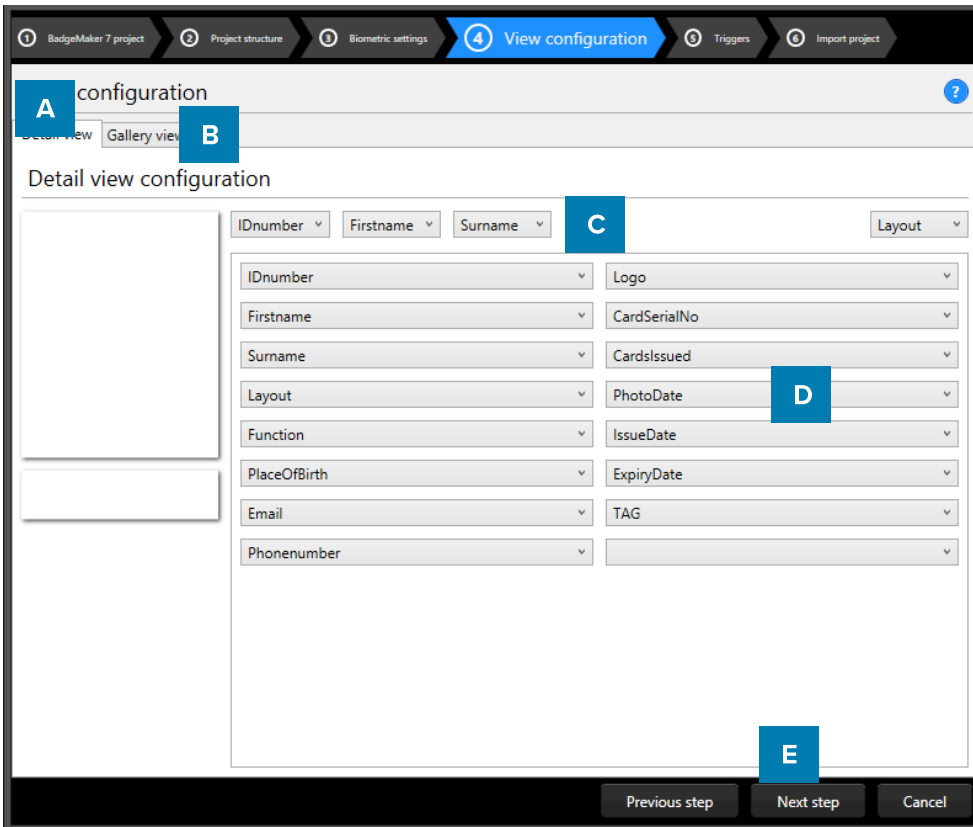 1 BadgeMaker 7 project 2 Project structure 3 Biometric settings 4 View configuration 5 Triggers 6 Import project
A configuration ?
Detail view Gallery view B
Detail view configuration
IDnumber Firstname Surname C Layout
IDnumber Logo
Firstname CardSerialNo
Surname CardsIssued
Layout PhotoDate D
Function IssueDate
PlaceOfBirth ExpiryDate
Email TAG
Phonenumber
E
Previous step Next step Cancel